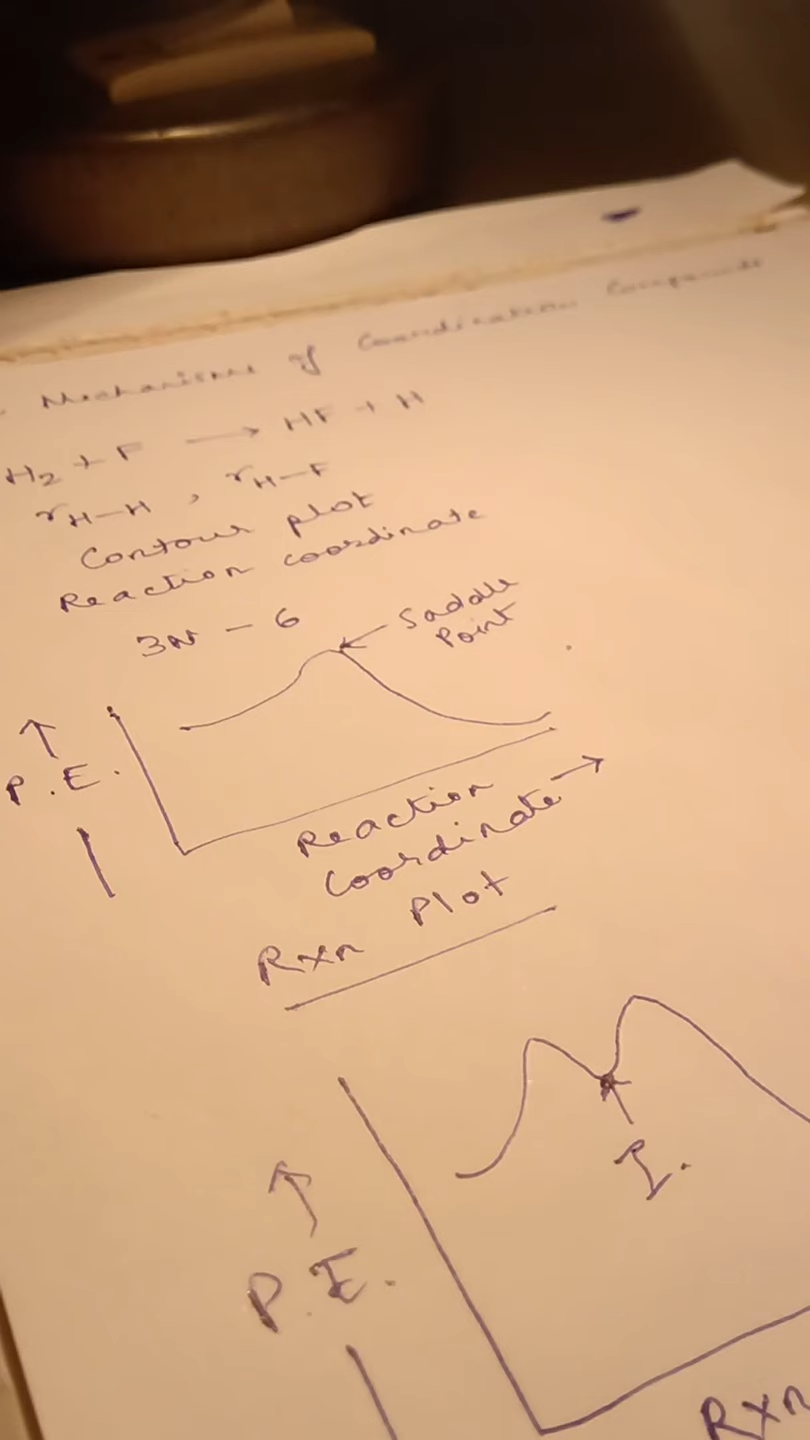 Mechanisms of Coordination Compounds
H2 + F → HF + H
rH-H , rH-F
Contour plot
Reaction coordinate
3N - 6
Saddle
Point
↑
P.E.
Reaction →
Coordinate
Rxn Plot
I.
↑
P.E.
Rxn